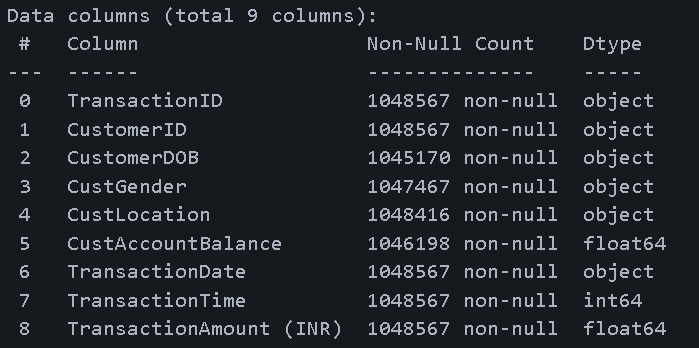 Data columns (total 9 columns):
 #   Column                   Non-Null Count    Dtype
---  ------                   --------------    -----
 0   TransactionID            1048567 non-null  object
 1   CustomerID               1048567 non-null  object
 2   CustomerDOB              1045170 non-null  object
 3   CustGender               1047467 non-null  object
 4   CustLocation             1048416 non-null  object
 5   CustAccountBalance       1046198 non-null  float64
 6   TransactionDate          1048567 non-null  object
 7   TransactionTime          1048567 non-null  int64
 8   TransactionAmount (INR)  1048567 non-null  float64